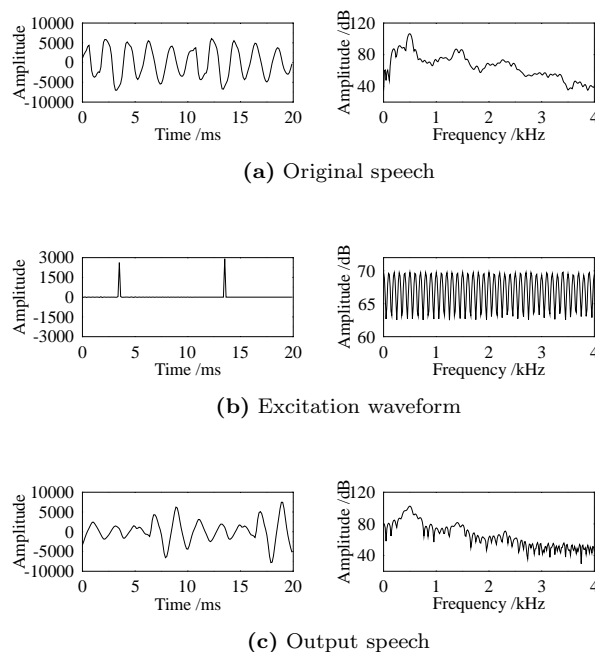 Amplitude
10000
5000
0
-5000
-10000
0 5 10 15 20
Time /ms
Amplitude /dB
120
80
40
0 1 2 3 4
Frequency /kHz
(a) Original speech
Amplitude
3000
1500
0
-1500
-3000
0 5 10 15 20
Time /ms
Amplitude /dB
70
65
60
0 1 2 3 4
Frequency /kHz
(b) Excitation waveform
Amplitude
10000
5000
0
-5000
-10000
0 5 10 15 20
Time /ms
Amplitude /dB
120
80
40
0 1 2 3 4
Frequency /kHz
(c) Output speech